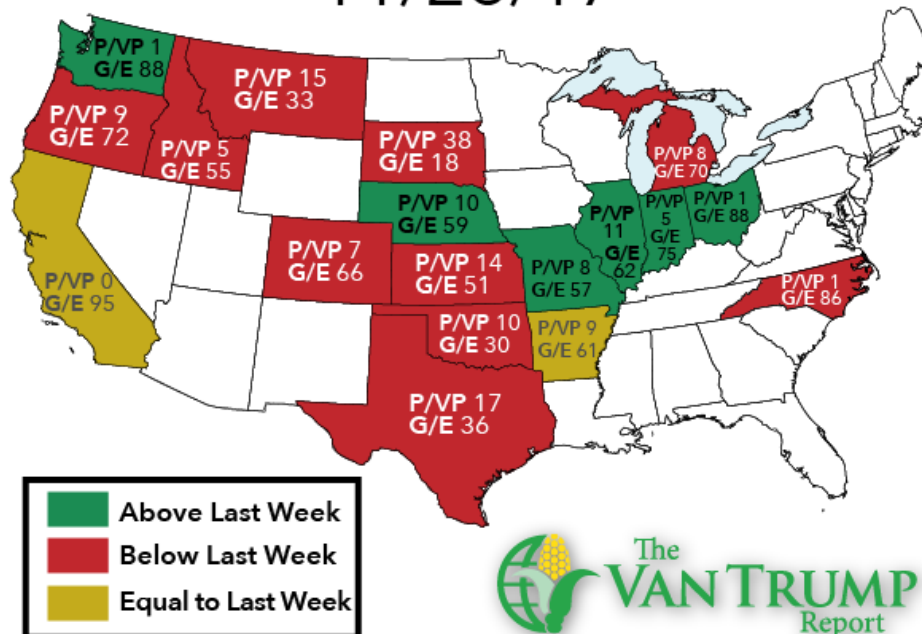 P/VP 1
G/E 88
P/VP 15
G/E 33
P/VP 9
G/E 72
P/VP 5
G/E 55
P/VP 38
G/E 18
P/VP 8
G/E 70
P/VP 10
G/E 59
P/VP
11
G/E
62
P/VP
5
G/E
75
P/VP 1
G/E 88
P/VP 7
G/E 66
P/VP 14
G/E 51
P/VP 8
G/E 57
P/VP 0
G/E 95
P/VP 10
G/E 30
P/VP 9
G/E 61
P/VP 1
G/E 86
P/VP 17
G/E 36
Above Last Week
Below Last Week
Equal to Last Week
The
VAN TRUMP
Report